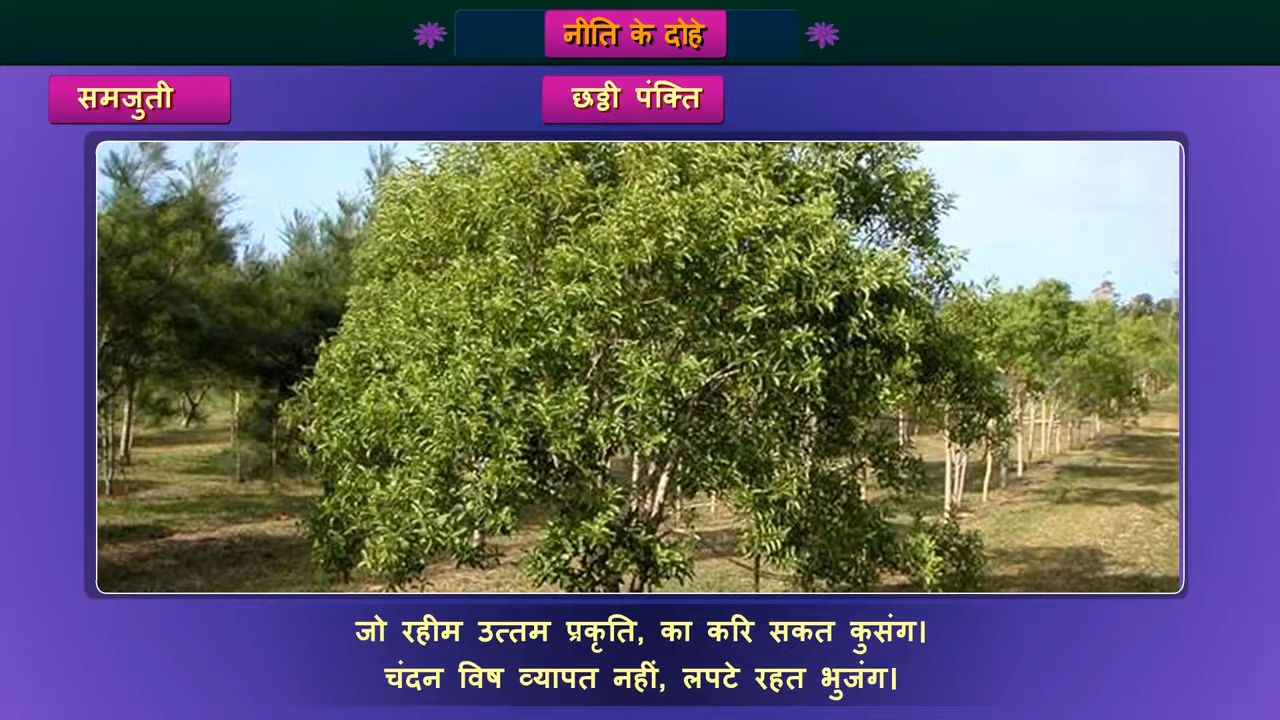 नीति के दोहे
समजुती
छठ्ठी पंक्ति
जो रहीम उत्तम प्रकृति, का करि सकत कुसंग।
चंदन विष व्यापत नहीं, लपटे रहत भुजंग।